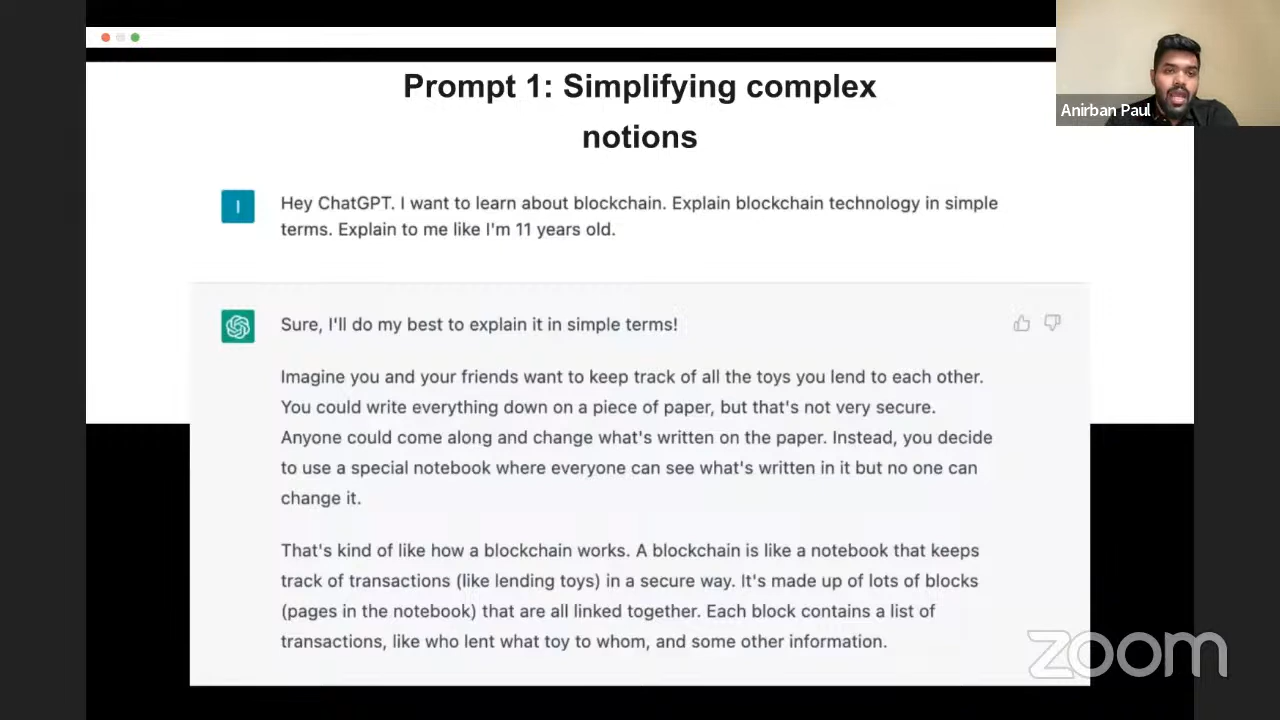 Prompt 1: Simplifying complex
notions
Anirban Paul
I
Hey ChatGPT. I want to learn about blockchain. Explain blockchain technology in simple
terms. Explain to me like I'm 11 years old.
Sure, I'll do my best to explain it in simple terms!
Imagine you and your friends want to keep track of all the toys you lend to each other.
You could write everything down on a piece of paper, but that's not very secure.
Anyone could come along and change what's written on the paper. Instead, you decide
to use a special notebook where everyone can see what's written in it but no one can
change it.
That's kind of like how a blockchain works. A blockchain is like a notebook that keeps
track of transactions (like lending toys) in a secure way. It's made up of lots of blocks
(pages in the notebook) that are all linked together. Each block contains a list of
transactions, like who lent what toy to whom, and some other information.
zoom